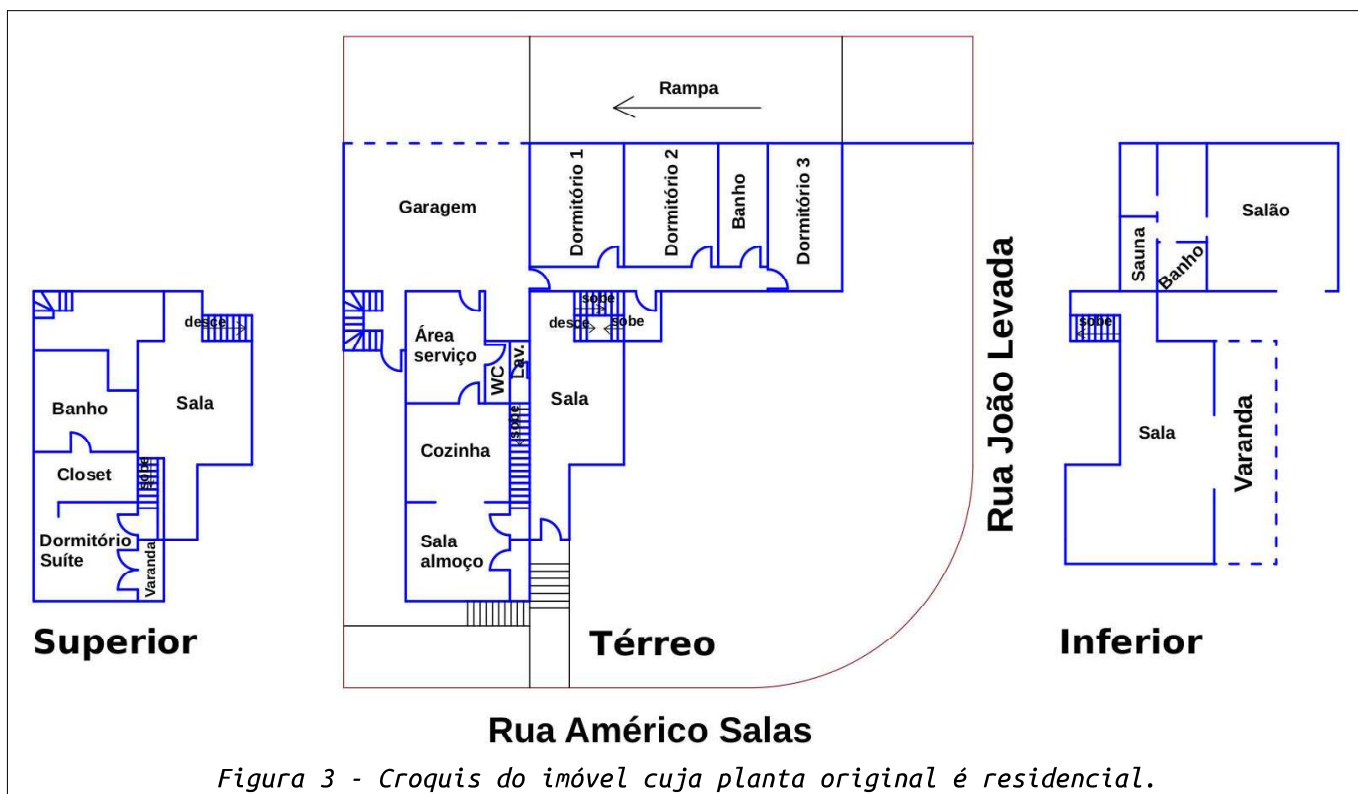 Rampa
Garagem
Dormitório 1
Dormitório 2
Banho
Dormitório 3
sobe
desce
sobe
Área
serviço
WC
Lav.
Sala
sobe
Cozinha
Sala
almoço
Térreo
desce
Banho
Sala
Closet
sobe
Dormitório
Suíte
Varanda
Superior
Rua João Levada
Salão
Sauna
Banho
sobe
Sala
Varanda
Inferior
Rua Américo Salas
Figura 3 - Croquis do imóvel cuja planta original é residencial.